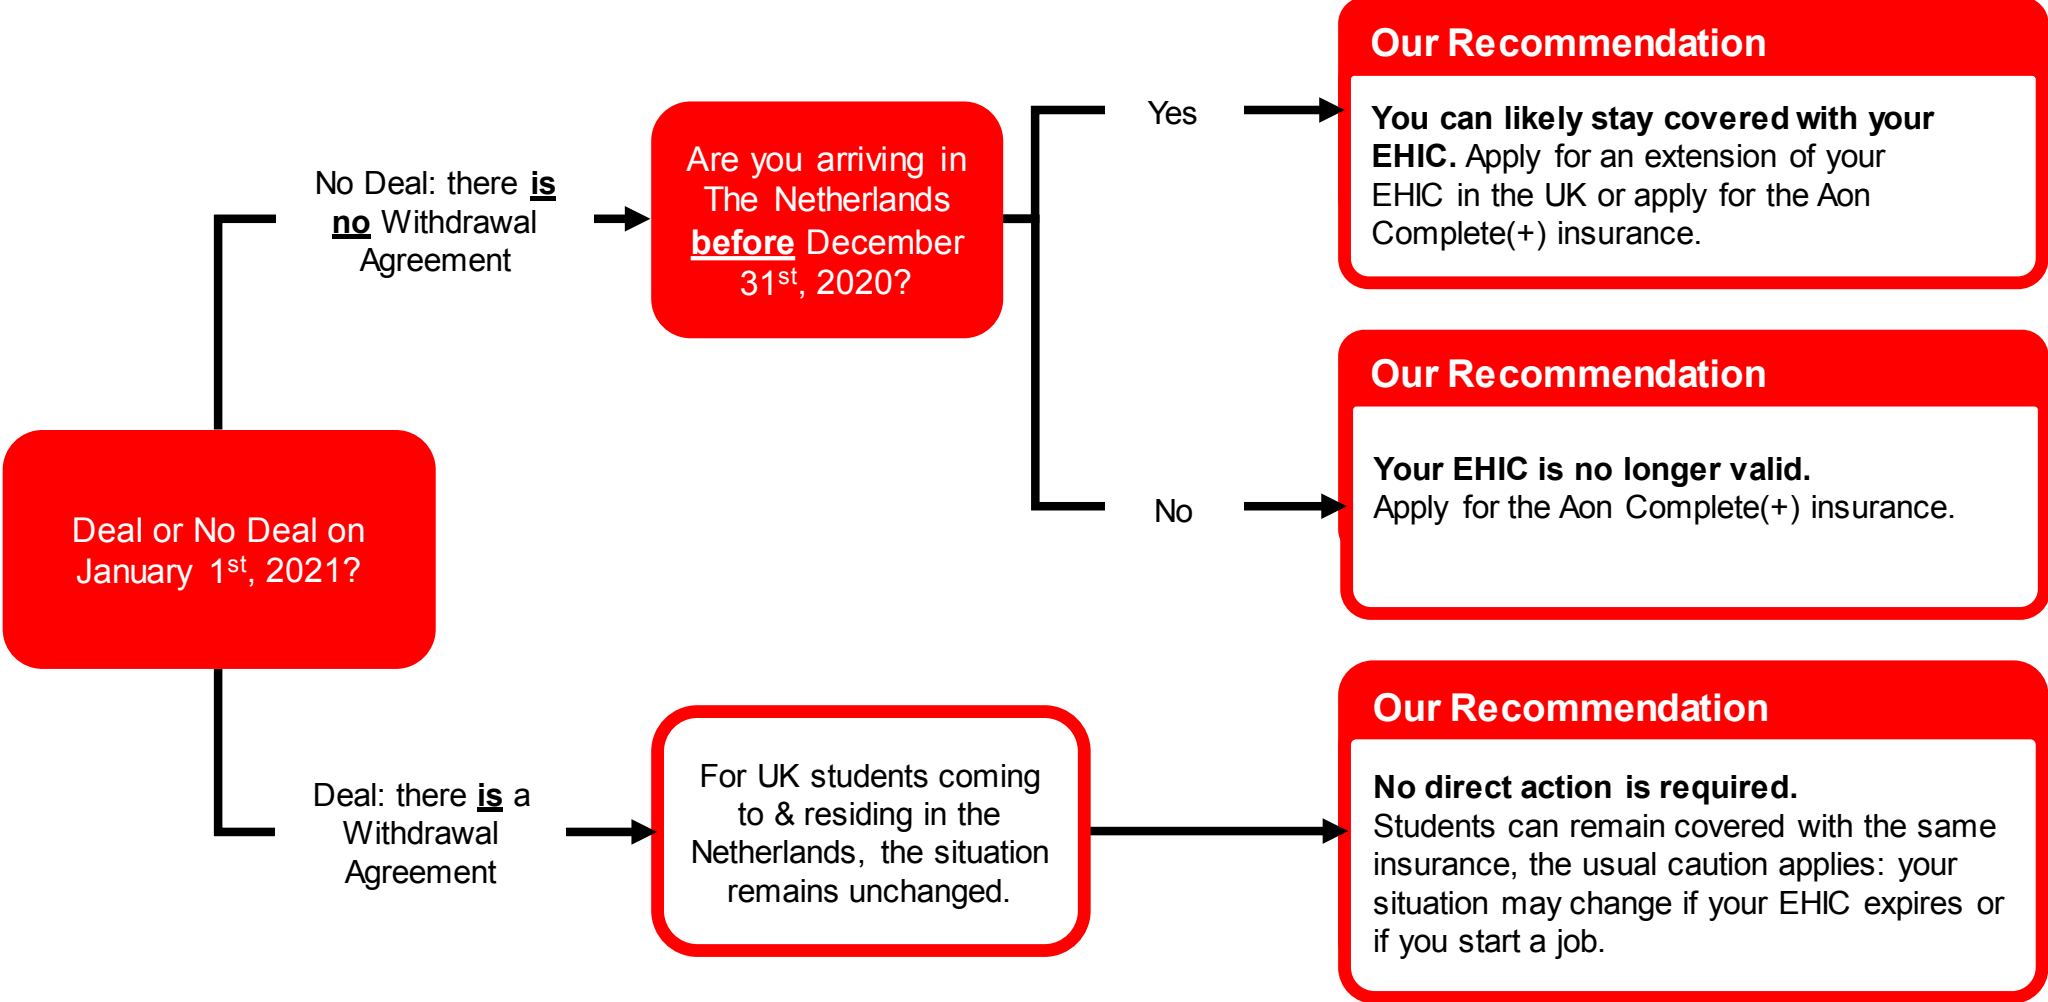 Deal or No Deal on
January 1st, 2021?
No Deal: there is
no Withdrawal
Agreement
Are you arriving in
The Netherlands
before December
31st, 2020?
Yes
Our Recommendation
You can likely stay covered with your
EHIC. Apply for an extension of your
EHIC in the UK or apply for the Aon
Complete(+) insurance.
No
Our Recommendation
Your EHIC is no longer valid.
Apply for the Aon Complete(+) insurance.
Deal: there is a
Withdrawal
Agreement
For UK students coming
to & residing in the
Netherlands, the situation
remains unchanged.
Our Recommendation
No direct action is required.
Students can remain covered with the same
insurance, the usual caution applies: your
situation may change if your EHIC expires or
if you start a job.